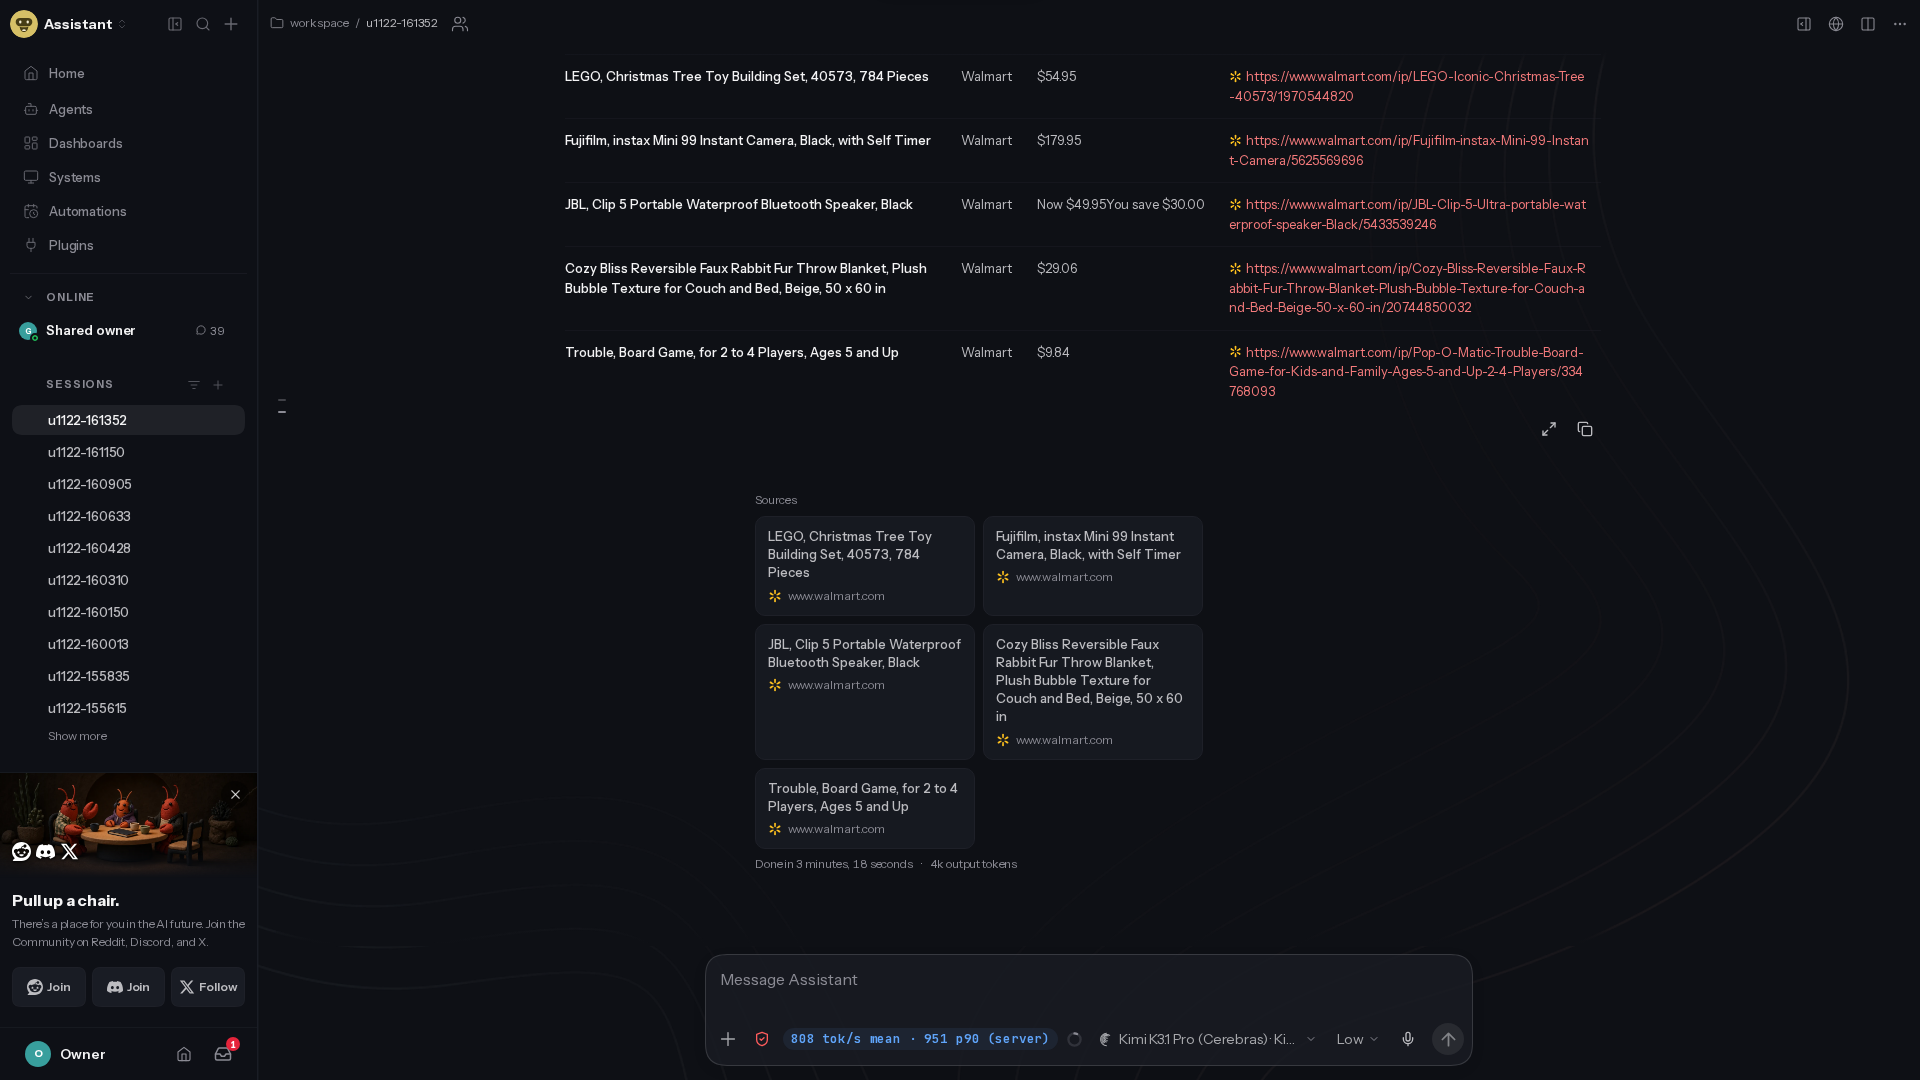 Assistant
workspace / u1122-161352
Home
Agents
Dashboards
Systems
Automations
Plugins
ONLINE
G
Shared owner
39
SESSIONS
u1122-161352
u1122-161150
u1122-160905
u1122-160633
u1122-160428
u1122-160310
u1122-160150
u1122-160013
u1122-155835
u1122-155615
Show more
Pull up a chair.
There's a place for you in the AI future. Join the
Community on Reddit, Discord, and X.
Join
Join
Follow
O
Owner
1
LEGO, Christmas Tree Toy Building Set, 40573, 784 Pieces
Walmart
$54.95
https://www.walmart.com/ip/LEGO-Iconic-Christmas-Tree
-40573/1970544820
Fujifilm, instax Mini 99 Instant Camera, Black, with Self Timer
Walmart
$179.95
https://www.walmart.com/ip/Fujifilm-instax-Mini-99-Instan
t-Camera/5625569696
JBL, Clip 5 Portable Waterproof Bluetooth Speaker, Black
Walmart
Now $49.95You save $30.00
https://www.walmart.com/ip/JBL-Clip-5-Ultra-portable-wat
erproof-speaker-Black/5433539246
Cozy Bliss Reversible Faux Rabbit Fur Throw Blanket, Plush
Bubble Texture for Couch and Bed, Beige, 50 x 60 in
Walmart
$29.06
https://www.walmart.com/ip/Cozy-Bliss-Reversible-Faux-R
abbit-Fur-Throw-Blanket-Plush-Bubble-Texture-for-Couch-a
nd-Bed-Beige-50-x-60-in/20744850032
Trouble, Board Game, for 2 to 4 Players, Ages 5 and Up
Walmart
$9.84
https://www.walmart.com/ip/Pop-O-Matic-Trouble-Board-
Game-for-Kids-and-Family-Ages-5-and-Up-2-4-Players/334
768093
Sources
LEGO, Christmas Tree Toy
Building Set, 40573, 784
Pieces
www.walmart.com
Fujifilm, instax Mini 99 Instant
Camera, Black, with Self Timer
www.walmart.com
JBL, Clip 5 Portable Waterproof
Bluetooth Speaker, Black
www.walmart.com
Cozy Bliss Reversible Faux
Rabbit Fur Throw Blanket,
Plush Bubble Texture for
Couch and Bed, Beige, 50 x 60
in
www.walmart.com
Trouble, Board Game, for 2 to 4
Players, Ages 5 and Up
www.walmart.com
Done in 3 minutes, 18 seconds · 4k output tokens
Message Assistant
808 tok/s mean · 951 p90 (server)
Kimi K3.1 Pro (Cerebras) · Ki...
Low